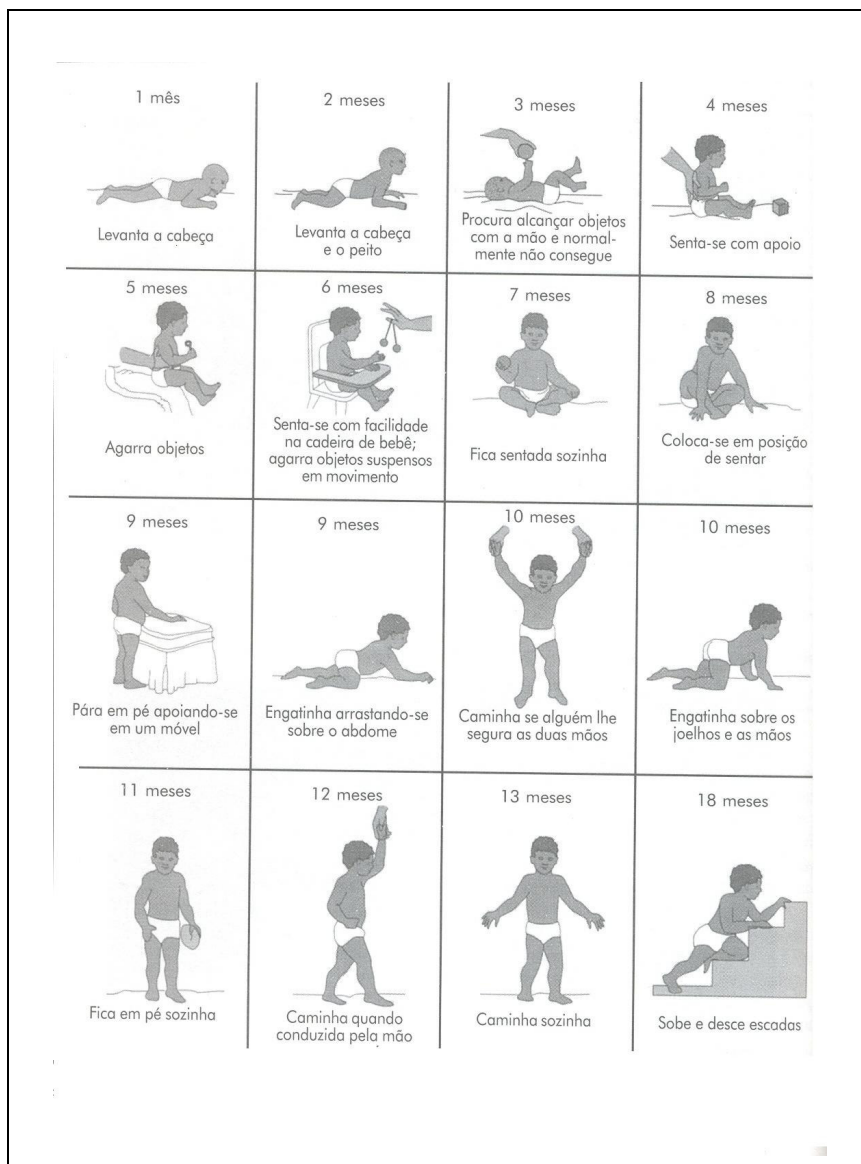 1 mês
Levanta a cabeça
2 meses
Levanta a cabeça
e o peito
3 meses
Procura alcançar objetos
com a mão e normal-
mente não consegue
4 meses
Senta-se com apoio
5 meses
Agarra objetos
6 meses
Senta-se com facilidade
na cadeira de bebê;
agarra objetos suspensos
em movimento
7 meses
Fica sentada sozinha
8 meses
Coloca-se em posição
de sentar
9 meses
Pára em pé apoiando-se
em um móvel
9 meses
Engatinha arrastando-se
sobre o abdome
10 meses
Caminha se alguém lhe
segura as duas mãos
10 meses
Engatinha sobre os
joelhos e as mãos
11 meses
Fica em pé sozinha
12 meses
Caminha quando
conduzida pela mão
13 meses
Caminha sozinha
18 meses
Sobe e desce escadas